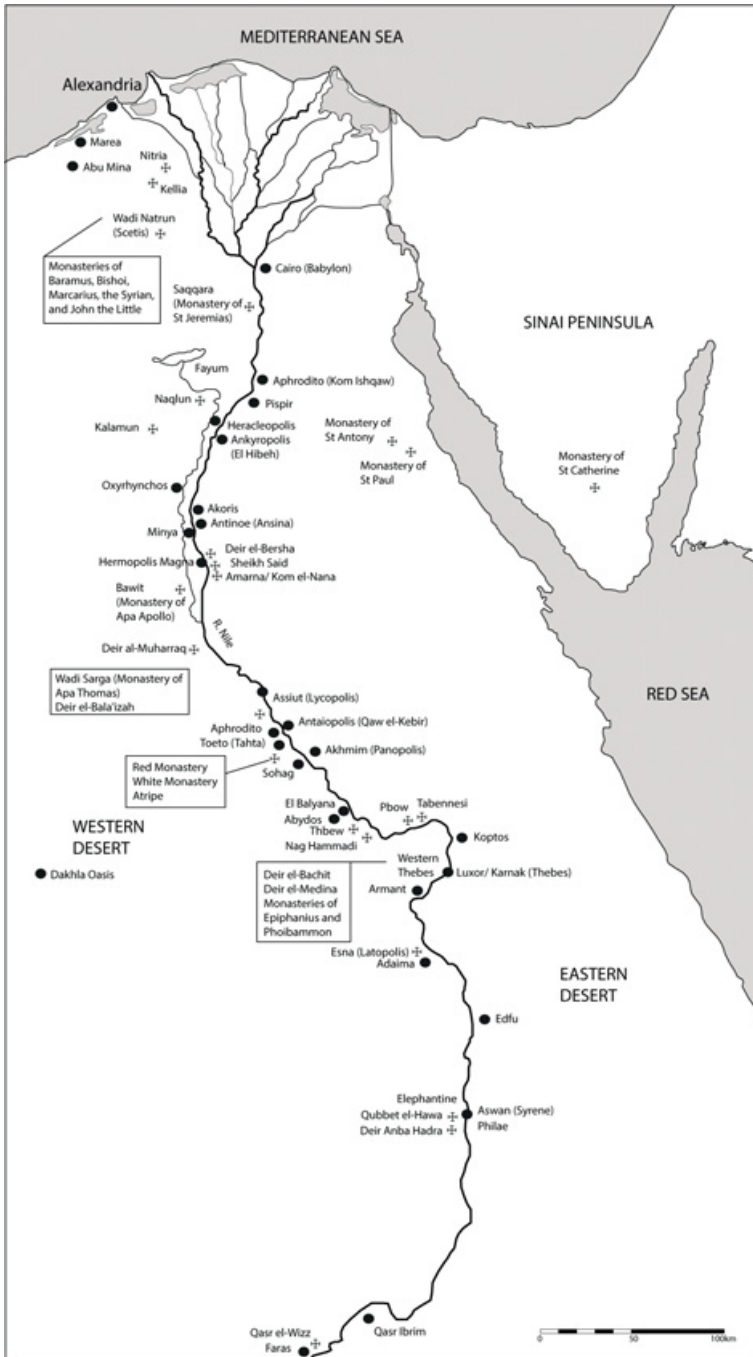 MEDITERRANEAN SEA
Alexandria
Marea
Abu Mina
Nitria
Kellia
Wadi Natrun
(Scetis)
Monasteries of
Baramus, Bishoi,
Marcarius, the Syrian,
and John the Little
Cairo (Babylon)
Saqqara
(Monastery of
St Jeremias)
SINAI PENINSULA
Fayum
Aphrodito (Kom Ishqaw)
Naqlun
Pispir
Kalamun
Heracleopolis
Ankyropolis
(El Hibeh)
Monastery of
St Antony
Monastery of
St Paul
Monastery of
St Catherine
Oxyrhynchos
Akoris
Antinoe (Ansina)
Minya
Deir el-Bersha
Hermopolis Magna
Sheikh Said
Amarna/ Kom el-Nana
Bawit
(Monastery of
Apa Apollo)
R. Nile
Deir al-Muharraq
Wadi Sarga (Monastery of
Apa Thomas)
Deir el-Bala'izah
Assiut (Lycopolis)
RED SEA
Antaiopolis (Qaw el-Kebir)
Aphrodito
Toeto (Tahta)
Akhmim (Panopolis)
Red Monastery
White Monastery
Atripe
Sohag
El Balyana
Abydos
Thbew
Nag Hammadi
Pbow
Tabennesi
Koptos
WESTERN
DESERT
Dakhla Oasis
Deir el-Bachit
Deir el-Medina
Monasteries of
Epiphanius and
Phoibammon
Western
Thebes
Luxor/ Karnak (Thebes)
Armant
Esna (Latopolis)
Adaima
EASTERN
DESERT
Edfu
Elephantine
Qubbet el-Hawa
Aswan (Syrene)
Deir Anba Hadra
Philae
Qasr Ibrim
Qasr el-Wizz
Faras
0 50 100km